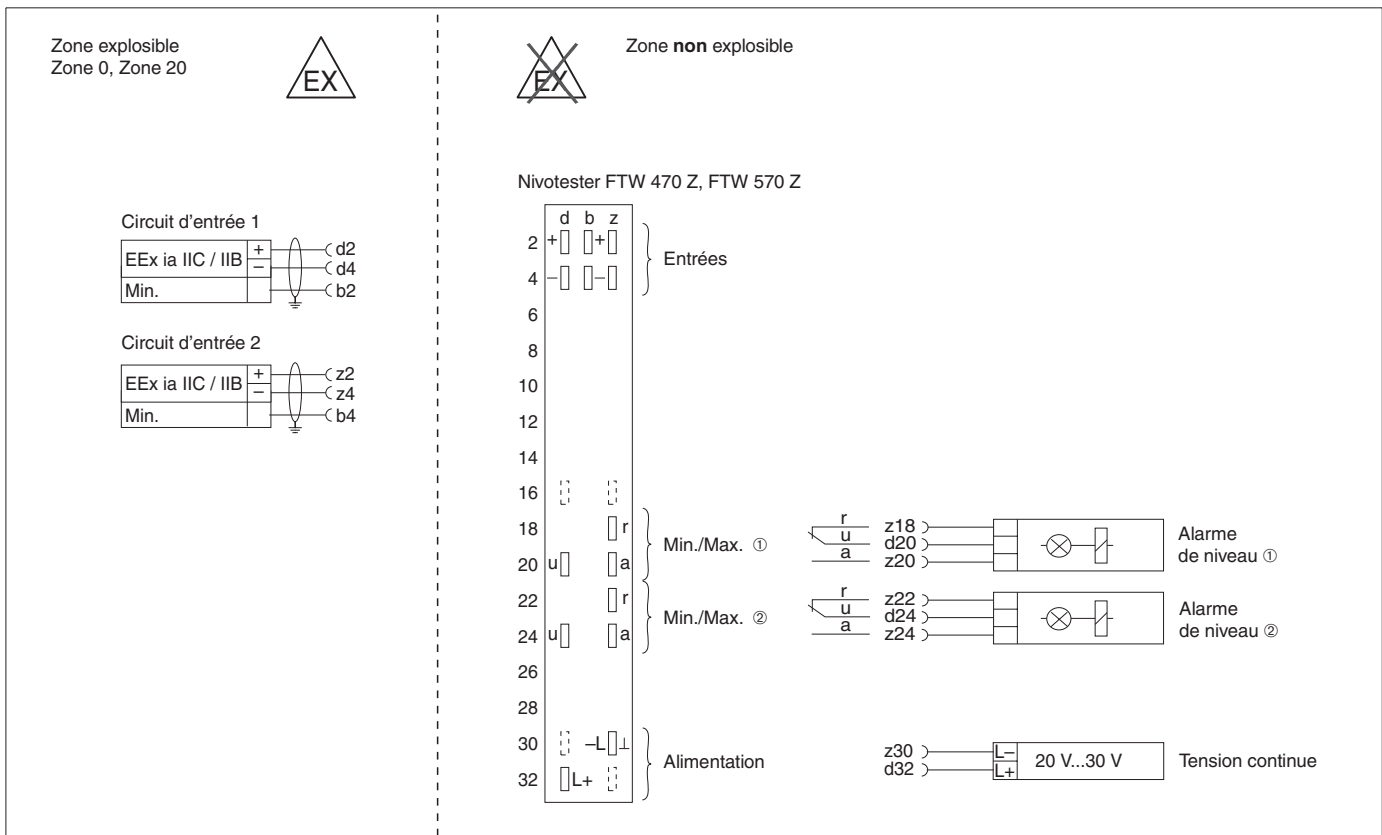 Zone explosible
Zone 0, Zone 20
EX
EX
Zone non explosible
Nivotester FTW 470 Z, FTW 570 Z
Circuit d'entrée 1
EEx ia IIC / IIB
+
–
Min.
d2
d4
b2
Circuit d'entrée 2
EEx ia IIC / IIB
+
–
Min.
z2
z4
b4
d b z
2 + +
4 – –
Entrées
6
8
10
12
14
16
18 r
20 u a
Min./Max. ①
22 r
24 u a
Min./Max. ②
26
28
30 –L ⊥
32 L+
Alimentation
r z18
u d20
a z20
Alarme
de niveau ①
r z22
u d24
a z24
Alarme
de niveau ②
z30 L–
d32 L+
20 V...30 V
Tension continue